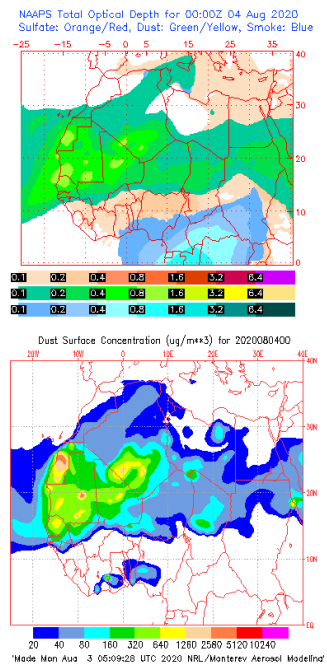 NAAPS Total Optical Depth for 00:00Z 04 Aug 2020
Sulfate: Orange/Red, Dust: Green/Yellow, Smoke: Blue
-25 -15 -5 5 15 25 35
40
30
20
10
0
0.1 0.2 0.4 0.8 1.6 3.2 6.4
0.1 0.2 0.4 0.8 1.6 3.2 6.4
0.1 0.2 0.4 0.8 1.6 3.2 6.4
Dust Surface Concentration (ug/m**3) for 2020080400
20W 10W 0 10E 20E 30E 40E
40N
30N
20N
10N
EQ
20 40 80 160 320 640 1280 2560 5120 10240
'Made Mon Aug 3 05:09:28 UTC 2020 NRL/Monterey Aerosol Modeling'